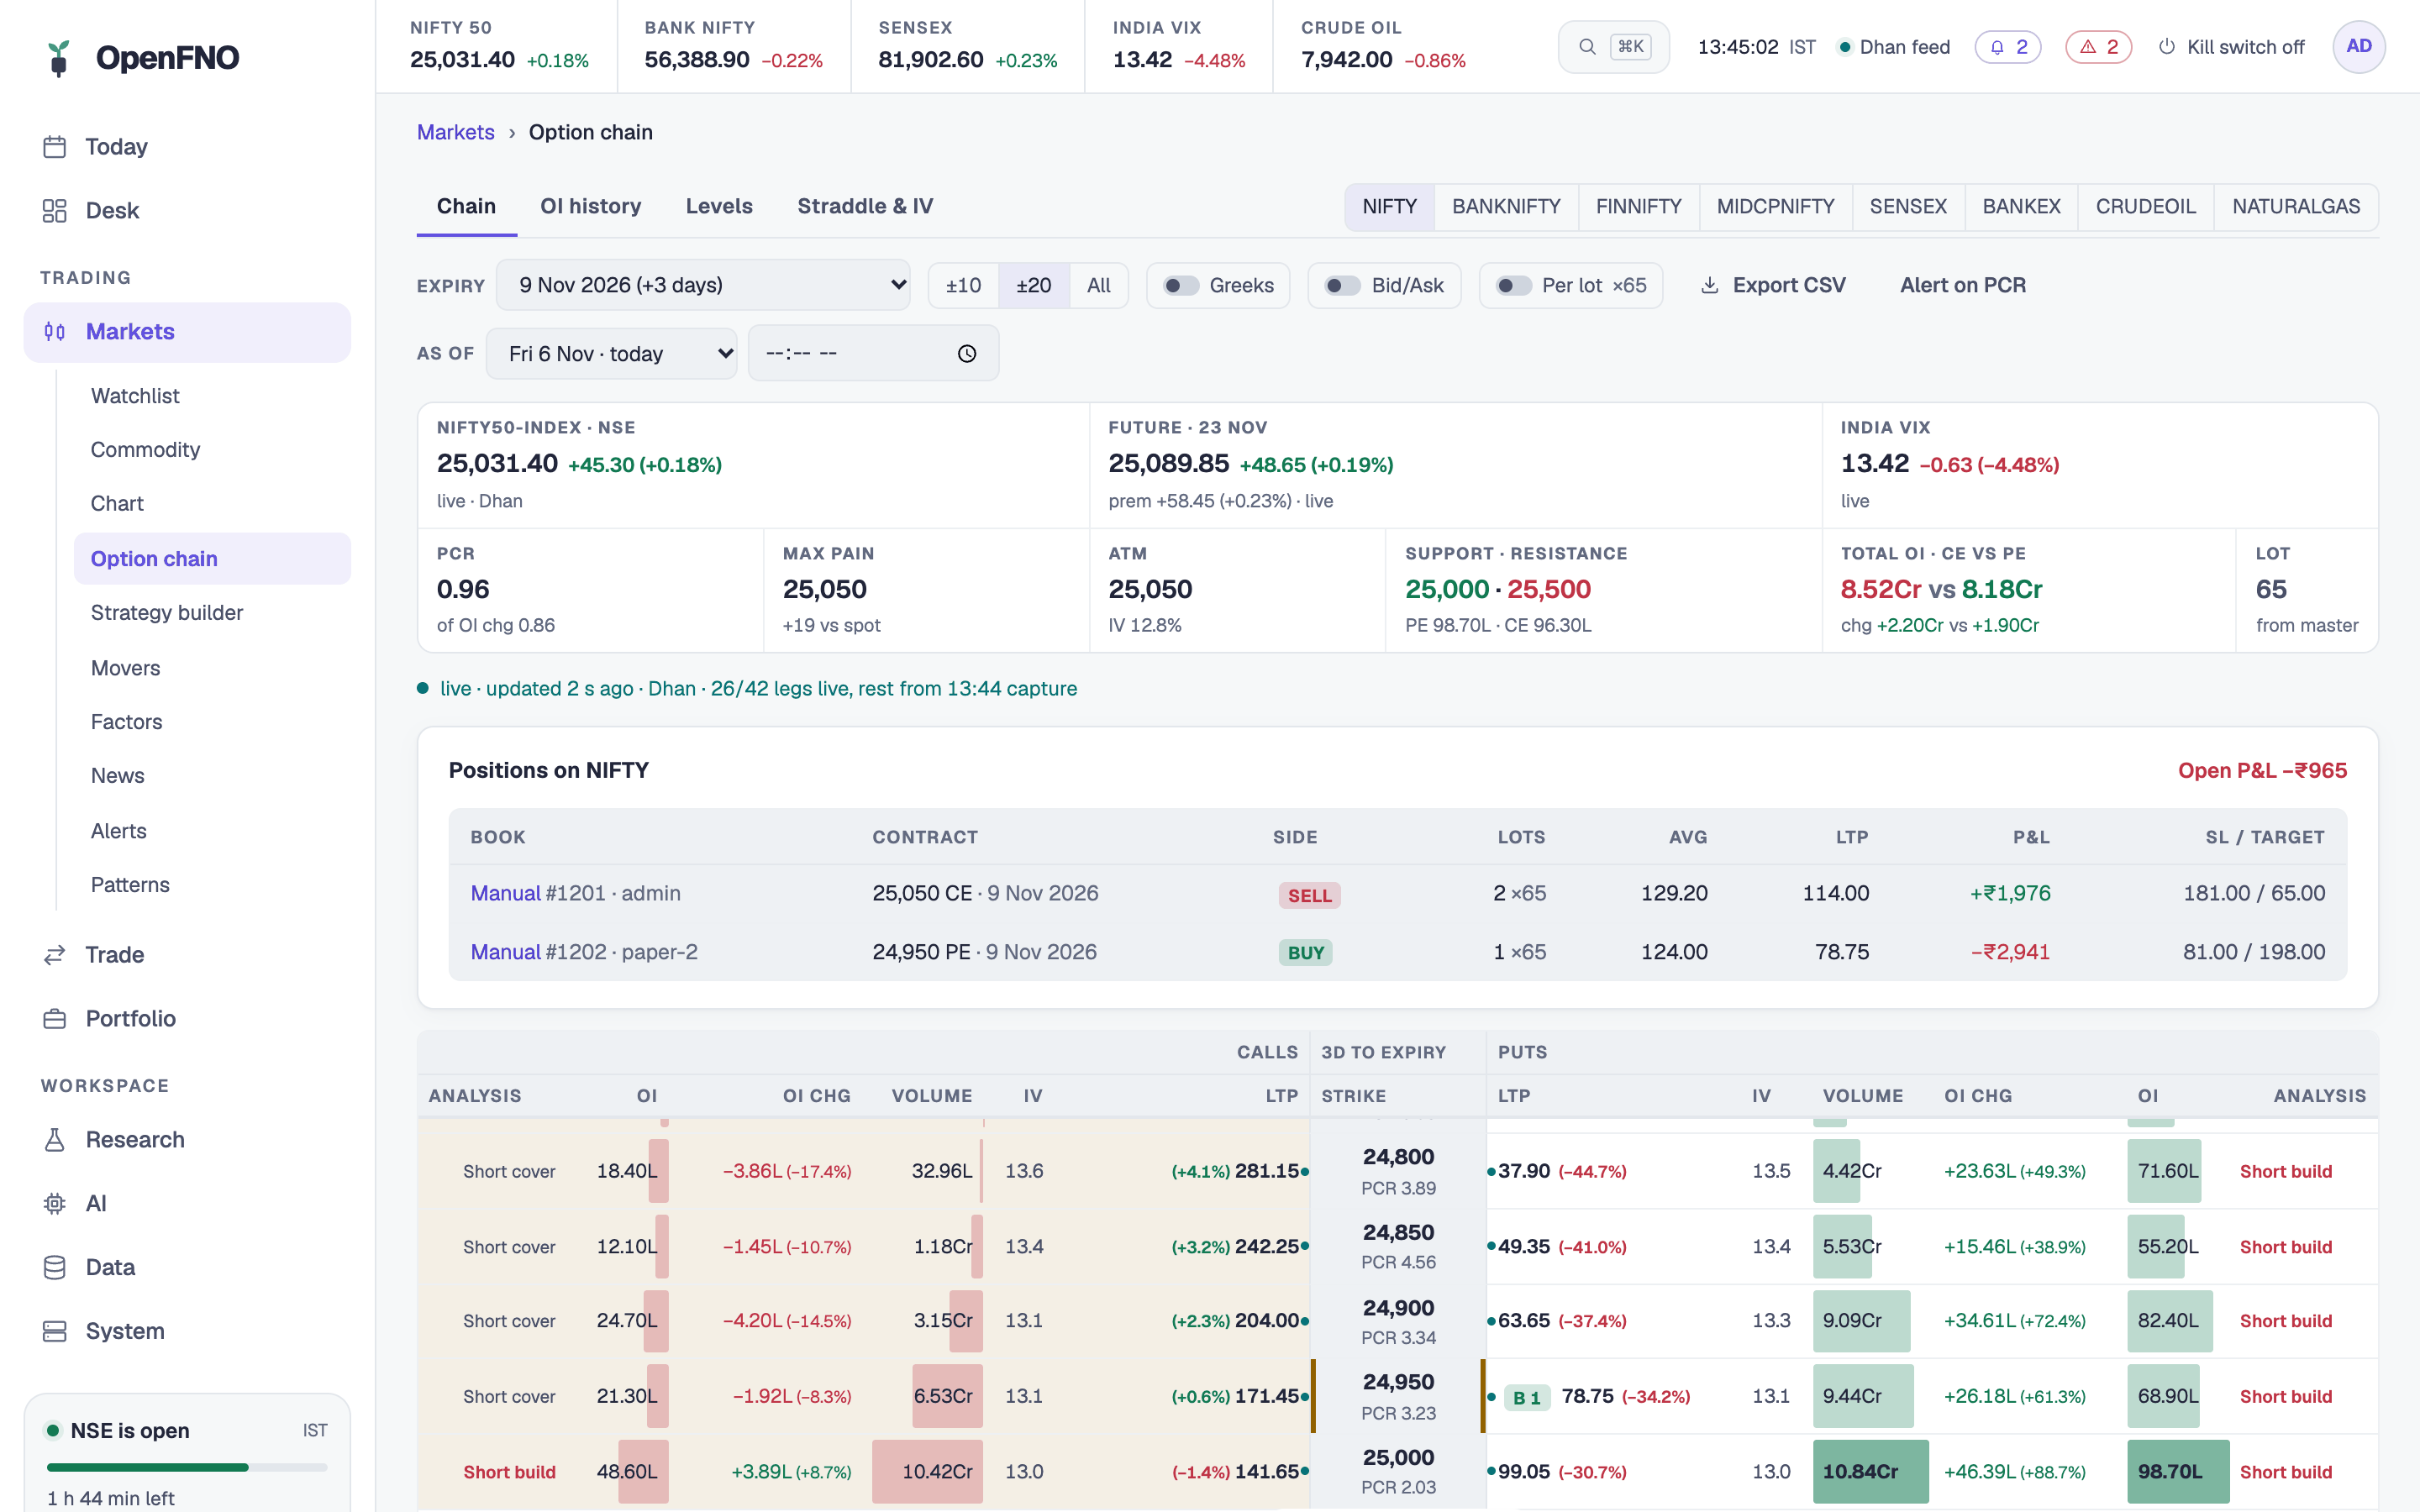 OpenFNO
NIFTY 50
25,031.40 +0.18%
BANK NIFTY
56,388.90 −0.22%
SENSEX
81,902.60 +0.23%
INDIA VIX
13.42 −4.48%
CRUDE OIL
7,942.00 −0.86%
⌘K
13:45:02 IST
Dhan feed
2
2
Kill switch off
AD
Today
Desk
TRADING
Markets
Watchlist
Commodity
Chart
Option chain
Strategy builder
Movers
Factors
News
Alerts
Patterns
Trade
Portfolio
WORKSPACE
Research
AI
Data
System
NSE is open IST
1 h 44 min left
Markets › Option chain
Chain OI history Levels Straddle & IV
NIFTY BANKNIFTY FINNIFTY MIDCPNIFTY SENSEX BANKEX CRUDEOIL NATURALGAS
EXPIRY 9 Nov 2026 (+3 days) ±10 ±20 All Greeks Bid/Ask Per lot ×65 Export CSV Alert on PCR
AS OF Fri 6 Nov · today --:-- --
NIFTY50-INDEX · NSE
25,031.40 +45.30 (+0.18%)
live · Dhan
FUTURE · 23 NOV
25,089.85 +48.65 (+0.19%)
prem +58.45 (+0.23%) · live
INDIA VIX
13.42 −0.63 (−4.48%)
live
PCR
0.96
of OI chg 0.86
MAX PAIN
25,050
+19 vs spot
ATM
25,050
IV 12.8%
SUPPORT · RESISTANCE
25,000 · 25,500
PE 98.70L · CE 96.30L
TOTAL OI · CE VS PE
8.52Cr vs 8.18Cr
chg +2.20Cr vs +1.90Cr
LOT
65
from master
live · updated 2 s ago · Dhan · 26/42 legs live, rest from 13:44 capture
Positions on NIFTY Open P&L −₹965
BOOK CONTRACT SIDE LOTS AVG LTP P&L SL / TARGET
Manual #1201 · admin 25,050 CE · 9 Nov 2026 SELL 2 ×65 129.20 114.00 +₹1,976 181.00 / 65.00
Manual #1202 · paper-2 24,950 PE · 9 Nov 2026 BUY 1 ×65 124.00 78.75 −₹2,941 81.00 / 198.00
CALLS 3D TO EXPIRY PUTS
ANALYSIS OI OI CHG VOLUME IV LTP STRIKE LTP IV VOLUME OI CHG OI ANALYSIS
Short cover 18.40L −3.86L (−17.4%) 32.96L 13.6 (+4.1%) 281.15 24,800 37.90 (−44.7%) 13.5 4.42Cr +23.63L (+49.3%) 71.60L Short build
PCR 3.89
Short cover 12.10L −1.45L (−10.7%) 1.18Cr 13.4 (+3.2%) 242.25 24,850 49.35 (−41.0%) 13.4 5.53Cr +15.46L (+38.9%) 55.20L Short build
PCR 4.56
Short cover 24.70L −4.20L (−14.5%) 3.15Cr 13.1 (+2.3%) 204.00 24,900 63.65 (−37.4%) 13.3 9.09Cr +34.61L (+72.4%) 82.40L Short build
PCR 3.34
Short cover 21.30L −1.92L (−8.3%) 6.53Cr 13.1 (+0.6%) 171.45 24,950 B 1 78.75 (−34.2%) 13.1 9.44Cr +26.18L (+61.3%) 68.90L Short build
PCR 3.23
Short build 48.60L +3.89L (+8.7%) 10.42Cr 13.0 (−1.4%) 141.65 25,000 99.05 (−30.7%) 13.0 10.84Cr +46.39L (+88.7%) 98.70L Short build
PCR 2.03